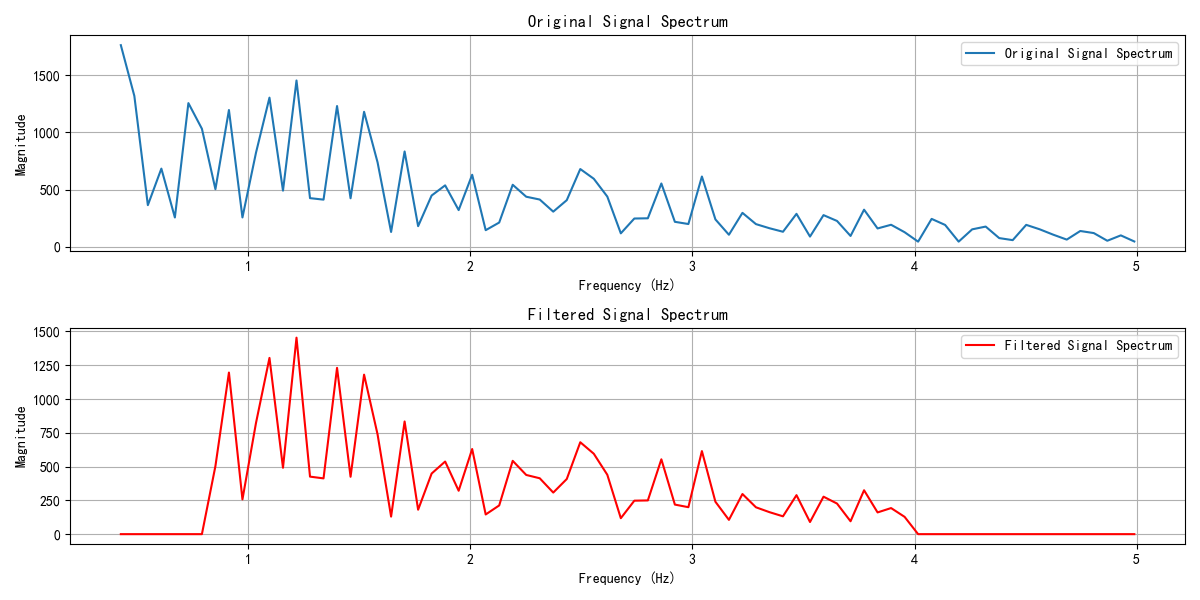 Original Signal Spectrum
Original Signal Spectrum
1500
1000
500
0
Magnitude
1 2 3 4 5
Frequency (Hz)
Filtered Signal Spectrum
Filtered Signal Spectrum
1500
1250
1000
750
500
250
0
Magnitude
1 2 3 4 5
Frequency (Hz)